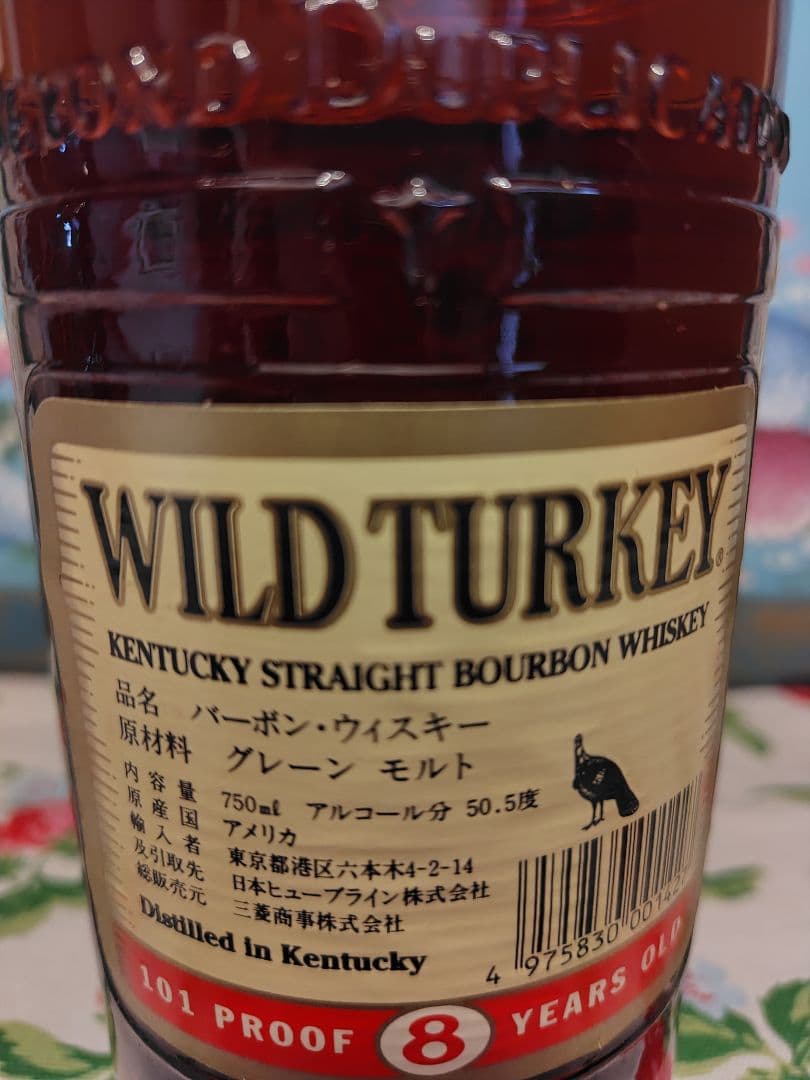 WILD TURKEY®
KENTUCKY STRAIGHT BOURBON WHISKEY
品名 バーボン・ウィスキー
原材料 グレーン モルト
内容量 750ml アルコール分 50.5度
原産国 アメリカ
輸入者 東京都港区六本木4-2-14
及引取先 日本ヒューブライン株式会社
総販売元 三菱商事株式会社
Distilled in Kentucky
4 975830 00142
101 PROOF 8 YEARS OLD